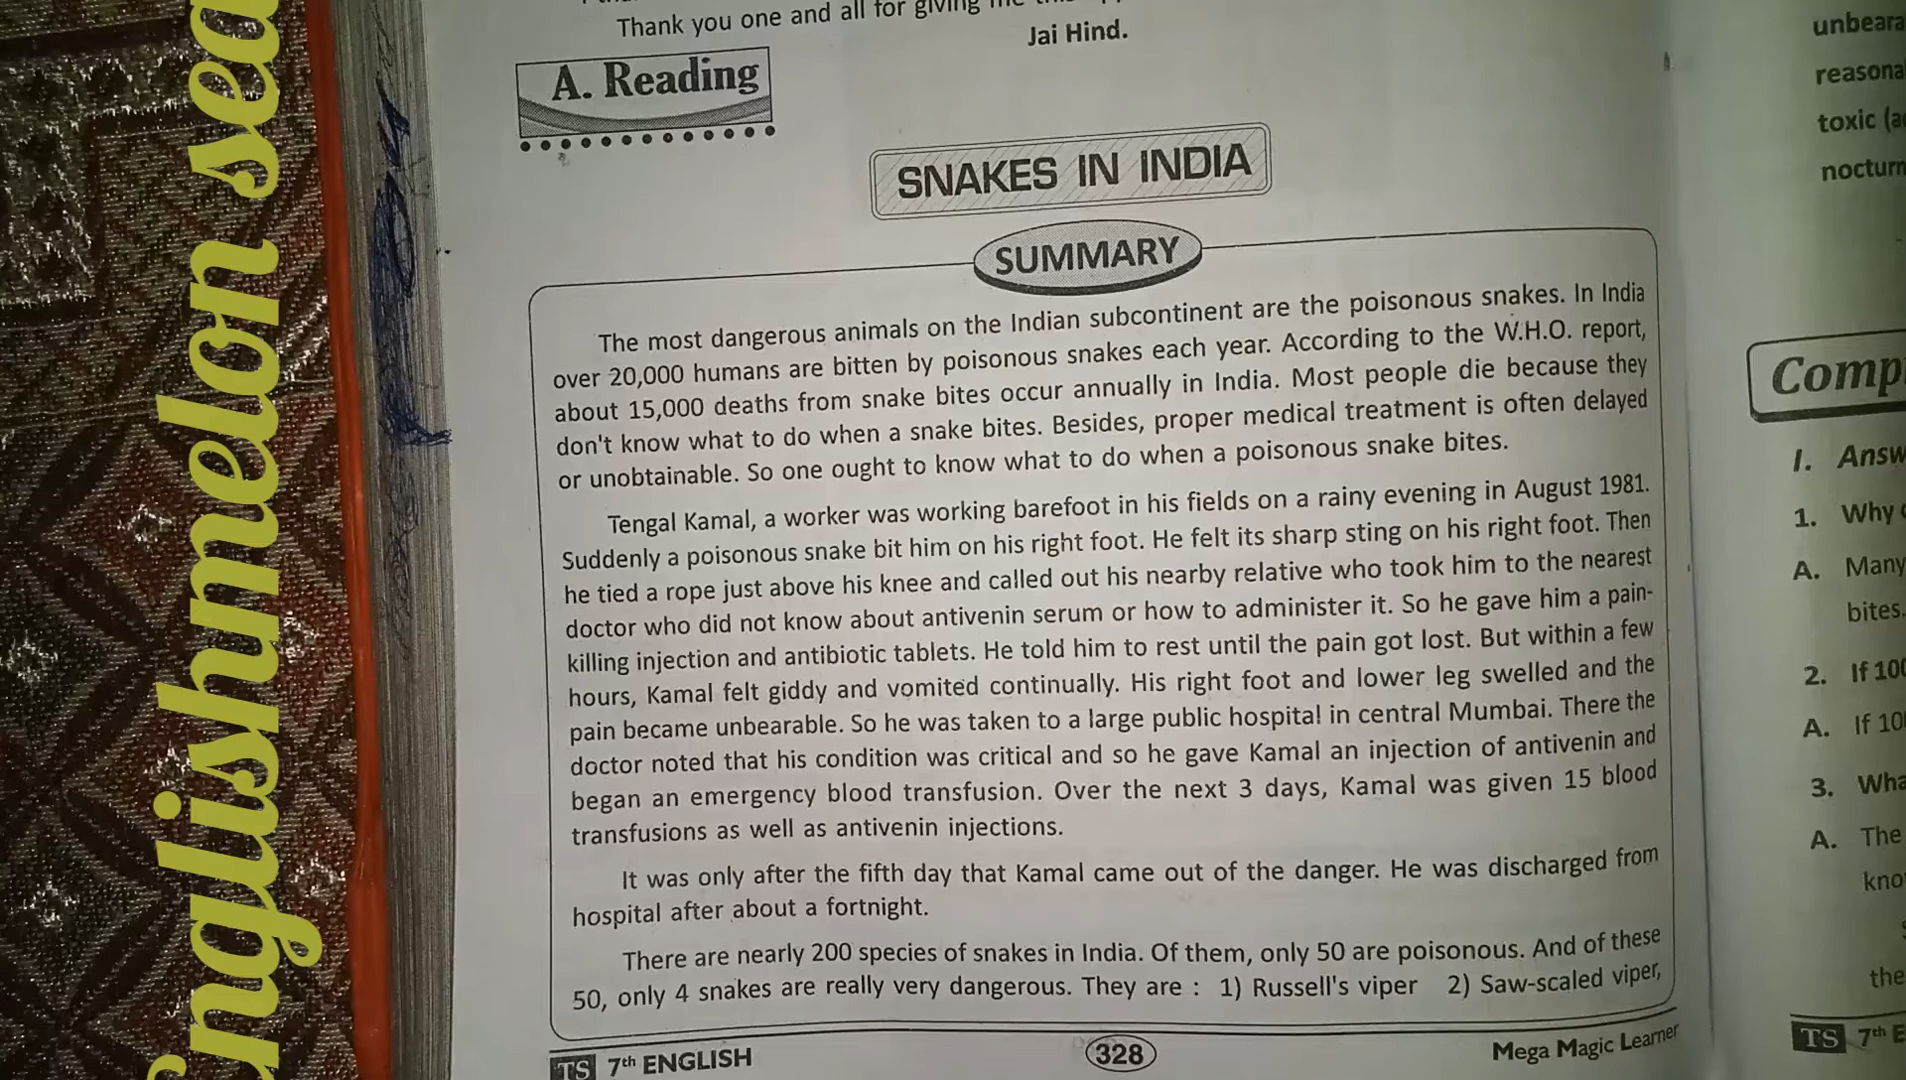 Thank you one and all for giving me
Jai Hind.
A. Reading
SNAKES IN INDIA
SUMMARY
The most dangerous animals on the Indian subcontinent are the poisonous snakes. In India
over 20,000 humans are bitten by poisonous snakes each year. According to the W.H.O. report,
about 15,000 deaths from snake bites occur annually in India. Most people die because they
don't know what to do when a snake bites. Besides, proper medical treatment is often delayed
or unobtainable. So one ought to know what to do when a poisonous snake bites.
Tengal Kamal, a worker was working barefoot in his fields on a rainy evening in August 1981.
Suddenly a poisonous snake bit him on his right foot. He felt its sharp sting on his right foot. Then
he tied a rope just above his knee and called out his nearby relative who took him to the nearest
doctor who did not know about antivenin serum or how to administer it. So he gave him a pain-
killing injection and antibiotic tablets. He told him to rest until the pain got lost. But within a few
hours, Kamal felt giddy and vomited continually. His right foot and lower leg swelled and the
pain became unbearable. So he was taken to a large public hospital in central Mumbai. There the
doctor noted that his condition was critical and so he gave Kamal an injection of antivenin and
began an emergency blood transfusion. Over the next 3 days, Kamal was given 15 blood
transfusions as well as antivenin injections.
It was only after the fifth day that Kamal came out of the danger. He was discharged from
hospital after about a fortnight.
There are nearly 200 species of snakes in India. Of them, only 50 are poisonous. And of these
50, only 4 snakes are really very dangerous. They are : 1) Russell's viper 2) Saw-scaled viper,
TS 7th ENGLISH
328
Mega Magic Learner
unbeara
reasona
toxic (a
nocturn
Comp
I. Answ
1. Why
A. Many
bites.
2. If 100
A. If 10
3. Wha
A. The
kno
the
TS 7th E
Englishmelon sea